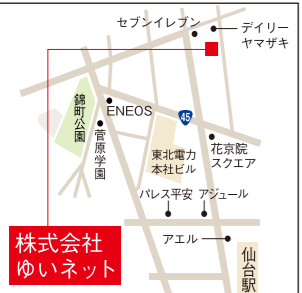 セブンイレブン
デイリー
ヤマザキ
錦町公園
ENEOS
菅原学園
45
東北電力
本社ビル
花京院
スクエア
パレス平安
アジュール
アエル
仙台駅
株式会社
ゆいネット